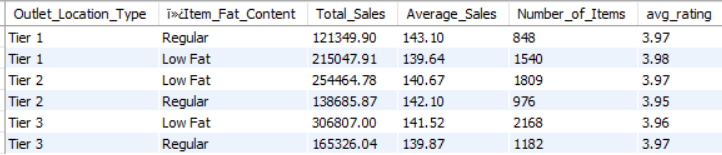 Outlet_Location_Type ï»¿Item_Fat_Content Total_Sales Average_Sales Number_of_Items avg_rating
Tier 1 Regular 121349.90 143.10 848 3.97
Tier 1 Low Fat 215047.91 139.64 1540 3.98
Tier 2 Low Fat 254464.78 140.67 1809 3.97
Tier 2 Regular 138685.87 142.10 976 3.95
Tier 3 Low Fat 306807.00 141.52 2168 3.96
Tier 3 Regular 165326.04 139.87 1182 3.97